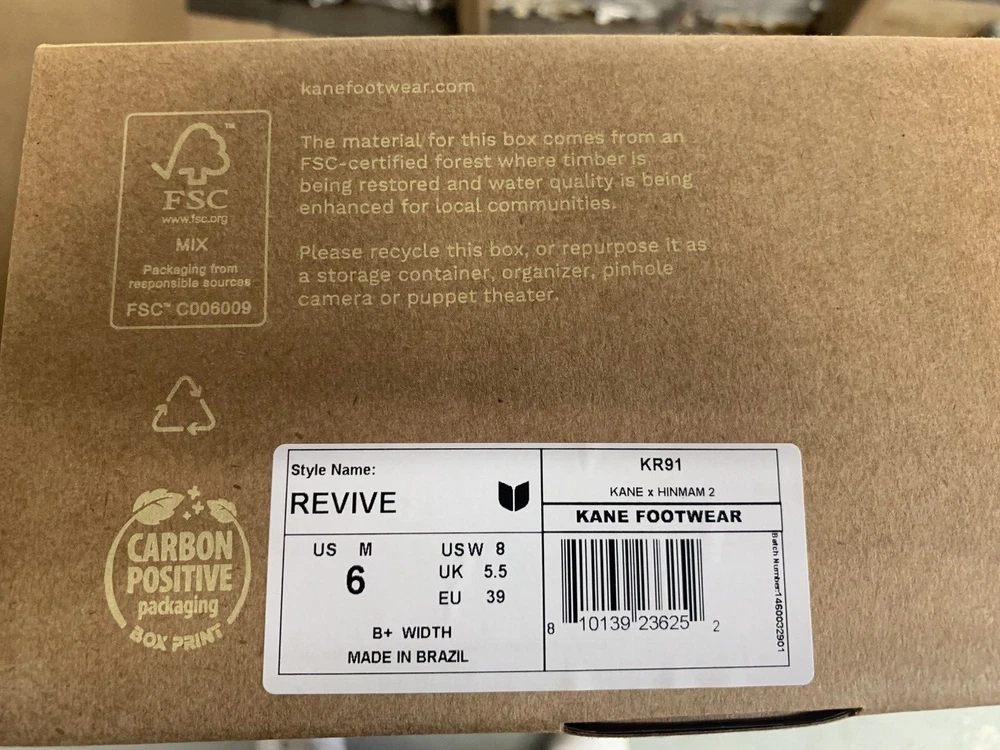 kanefootwear.com
The material for this box comes from an
FSC-certified forest where timber is
being restored and water quality is being
enhanced for local communities.
Please recycle this box, or repurpose it as
a storage container, organizer, pinhole
camera or puppet theater.
™
FSC
www.fsc.org
MIX
Packaging from
responsible sources
FSC™ C006009
CARBON
POSITIVE
packaging
BOX PRINT
Style Name:
REVIVE
KR91
KANE x HINMAM 2
KANE FOOTWEAR
US M
6
US W 8
UK 5.5
EU 39
B+ WIDTH
MADE IN BRAZIL
8 10139 23625 2
Batch Number:1460032901